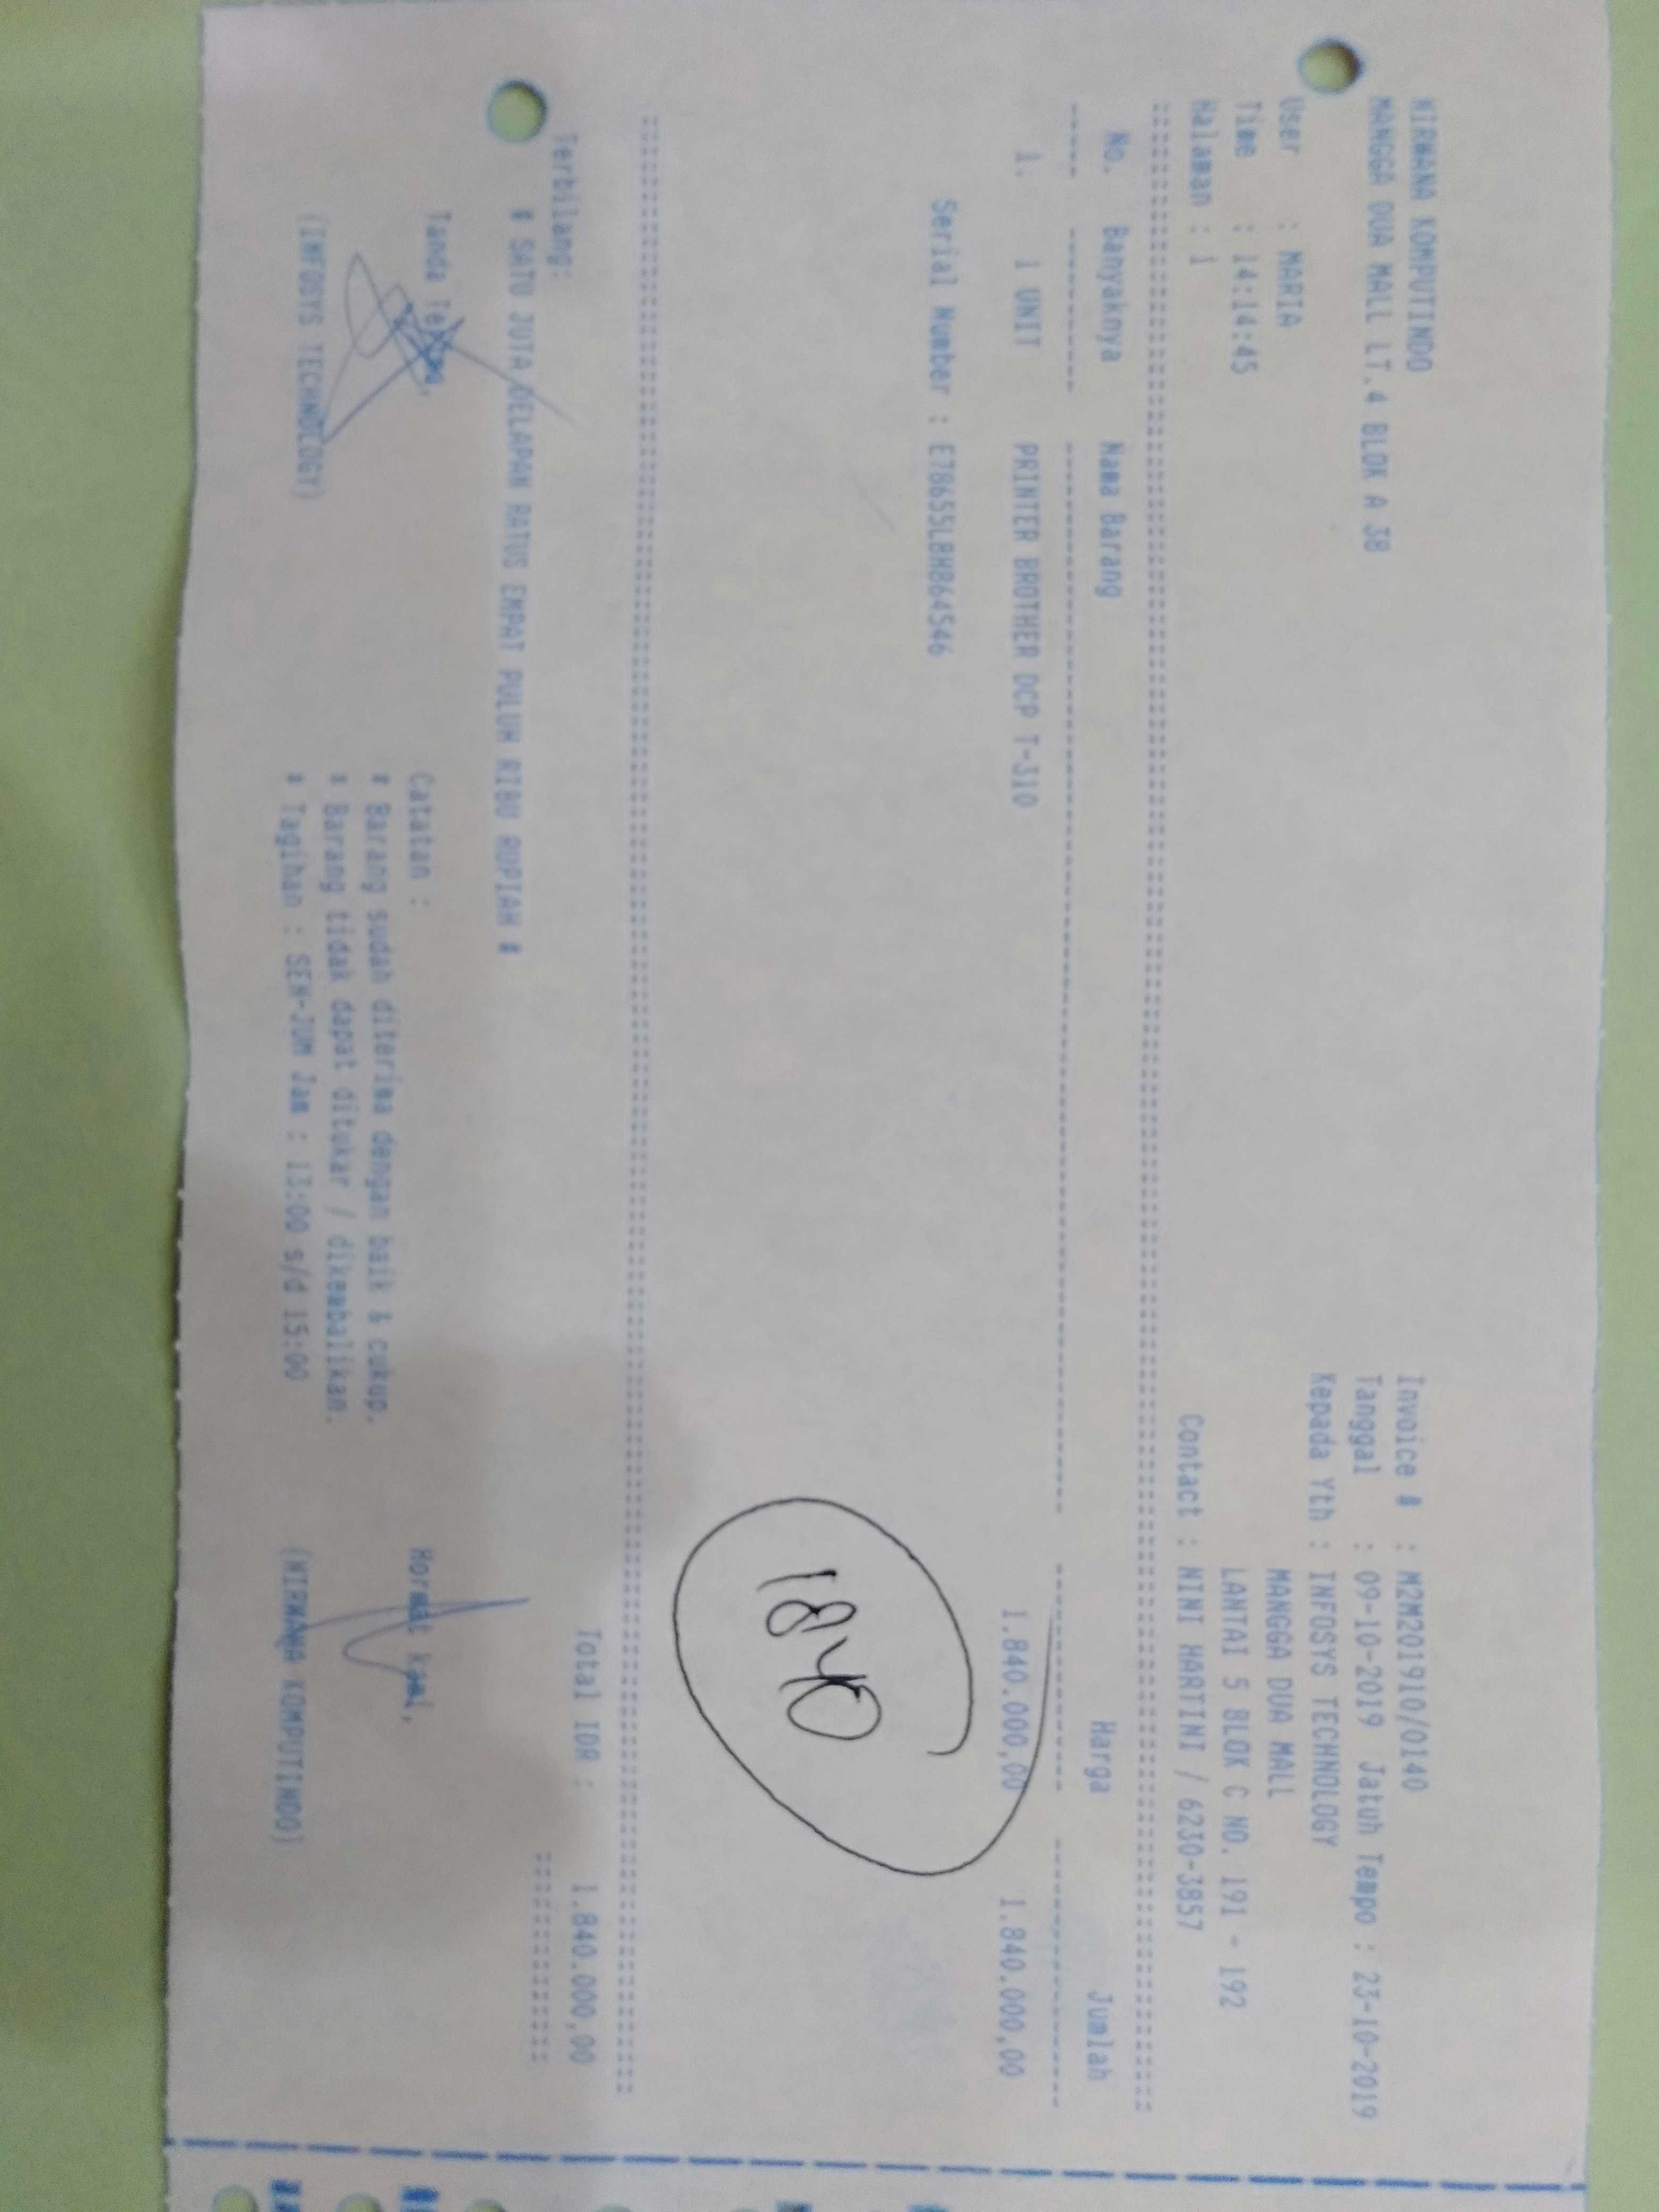 NIRWANA KOMPUTINDO
MANGGA DUA MALL LT.4 BLOK A 38
Invoice # : M2M201910/0140
Tanggal : 09-10-2019 Jatuh Tempo : 23-10-2019
Kepada Yth : INFOSYS TECHNOLOGY
MANGGA DUA MALL
LANTAI 5 BLOK C NO. 191 - 192
Contact : NINI HARTINI / 6230-3857
User : MARIA
Time : 14:14:45
Halaman : 1
No. Banyaknya Nama Barang Harga Jumlah
1. 1 UNIT PRINTER BROTHER DCP T-310 1.840.000,00 1.840.000,00
Serial Number : E78655L8H864546
1840
Terbilang: Total IDR : 1.840.000,00
# SATU JUTA DELAPAN RATUS EMPAT PULUH RIBU RUPIAH #
Tanda Terima, Catatan : Hormat kami,
* Barang sudah diterima dengan baik & cukup.
* Barang tidak dapat ditukar / dikembalikan.
(INFOSYS TECHNOLOGY) * Tagihan : SEN-JUM Jam : 13:00 s/d 15:00 (NIRWANA KOMPUTINDO)